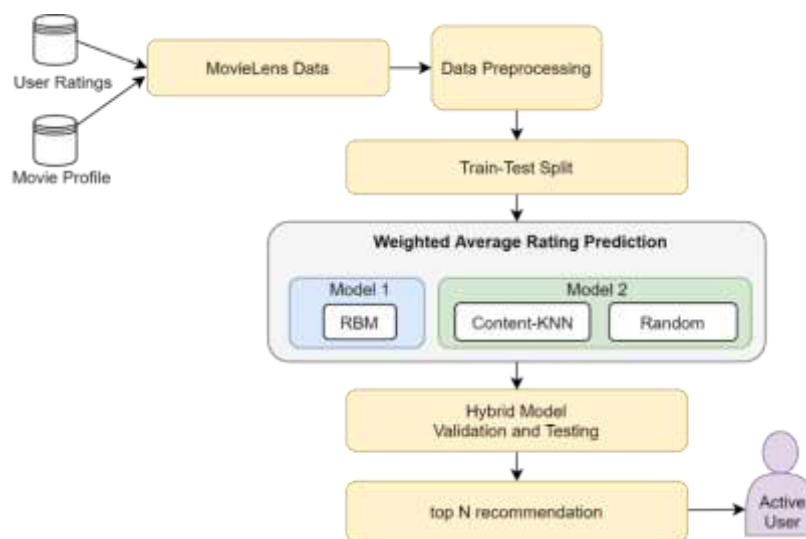 User Ratings
Movie Profile
MovieLens Data
Data Preprocessing
Train-Test Split
Weighted Average Rating Prediction
Model 1
RBM
Model 2
Content-KNN
Random
Hybrid Model
Validation and Testing
top N recommendation
Active
User